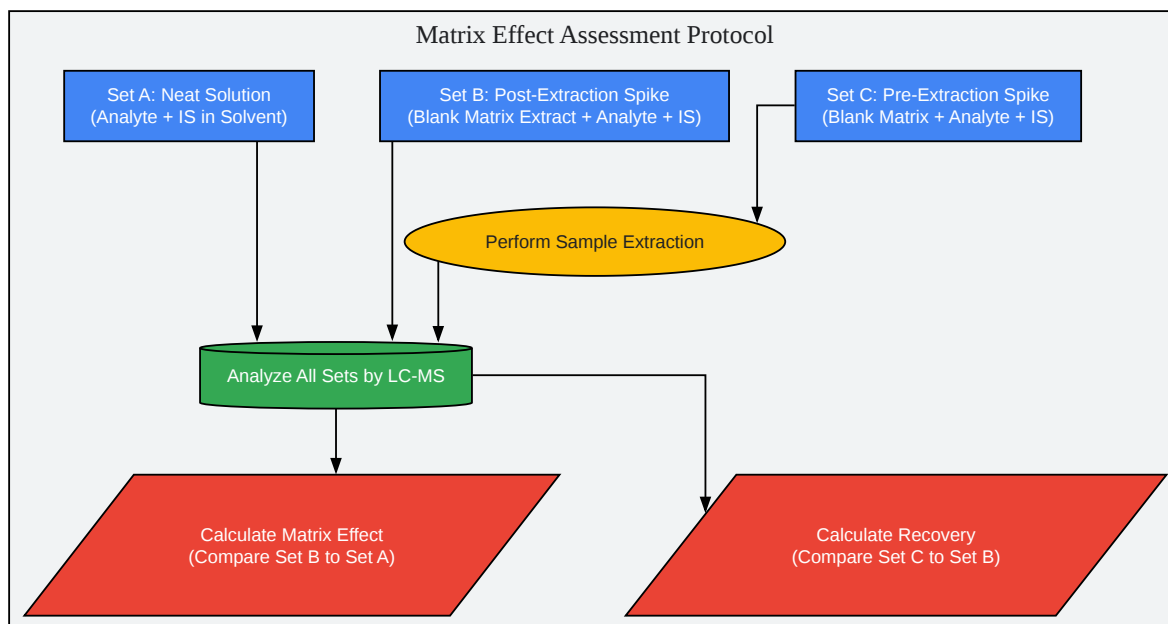 Matrix Effect Assessment Protocol
Set A: Neat Solution
(Analyte + IS in Solvent)
Set B: Post-Extraction Spike
(Blank Matrix Extract + Analyte + IS)
Set C: Pre-Extraction Spike
(Blank Matrix + Analyte + IS)
Perform Sample Extraction
Analyze All Sets by LC-MS
Calculate Matrix Effect
(Compare Set B to Set A)
Calculate Recovery
(Compare Set C to Set B)